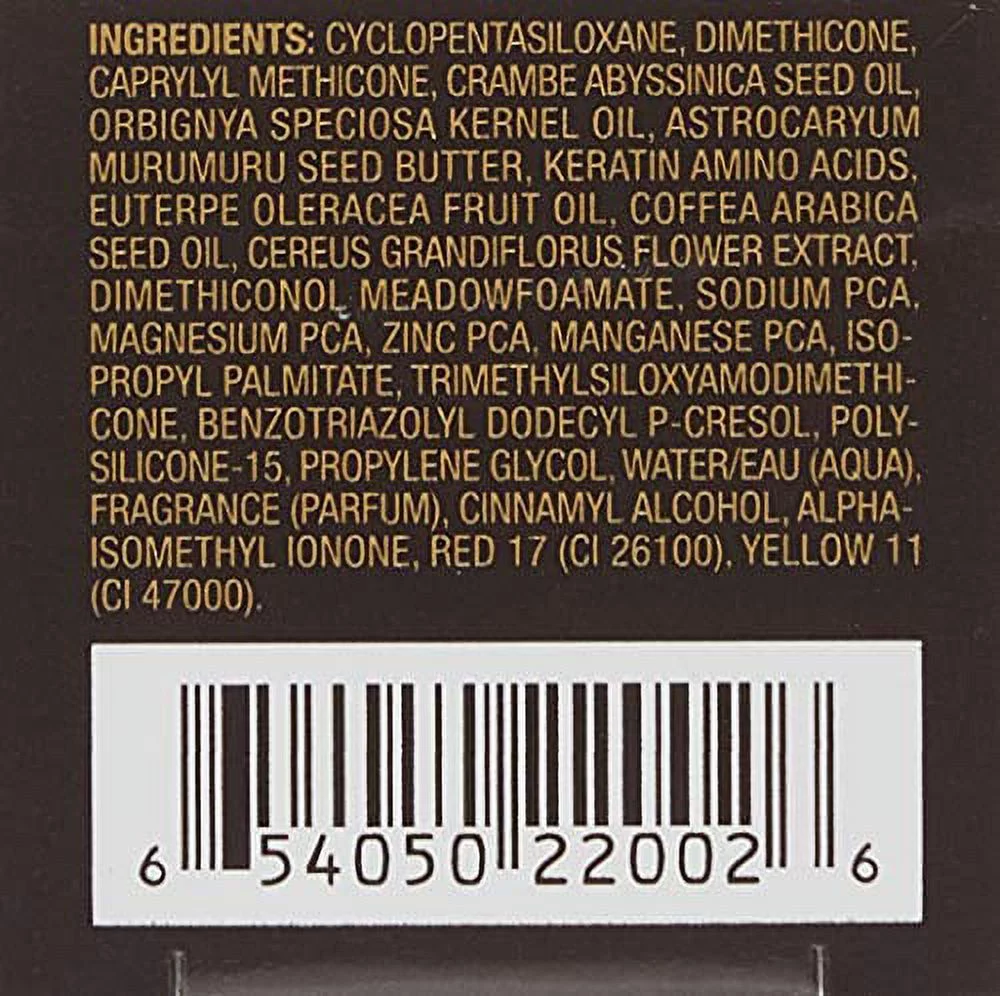 INGREDIENTS: CYCLOPENTASILOXANE, DIMETHICONE,
CAPRYLYL METHICONE, CRAMBE ABYSSINICA SEED OIL,
ORBIGNYA SPECIOSA KERNEL OIL, ASTROCARYUM
MURUMURU SEED BUTTER, KERATIN AMINO ACIDS,
EUTERPE OLERACEA FRUIT OIL, COFFEA ARABICA
SEED OIL, CEREUS GRANDIFLORUS FLOWER EXTRACT,
DIMETHICONOL MEADOWFOAMATE, SODIUM PCA,
MAGNESIUM PCA, ZINC PCA, MANGANESE PCA, ISO-
PROPYL PALMITATE, TRIMETHYLSILOXYAMODIMETHI-
CONE, BENZOTRIAZOLYL DODECYL P-CRESOL, POLY-
SILICONE-15, PROPYLENE GLYCOL, WATER/EAU (AQUA),
FRAGRANCE (PARFUM), CINNAMYL ALCOHOL, ALPHA-
ISOMETHYL IONONE, RED 17 (CI 26100), YELLOW 11
(CI 47000).
6 54050 22002 6